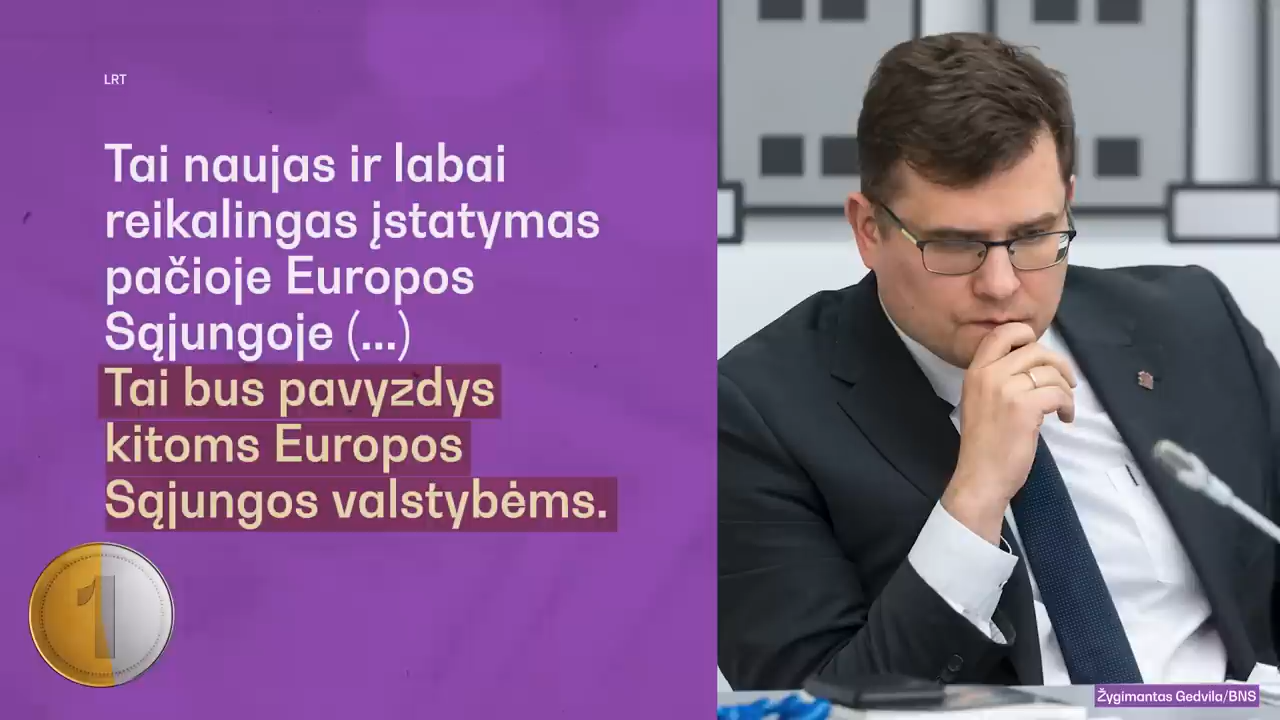 LRT
Tai naujas ir labai
reikalingas įstatymas
pačioje Europos
Sąjungoje (...)
Tai bus pavyzdys
kitoms Europos
Sąjungos valstybėms.
1
Žygimantas Gedvila/BNS